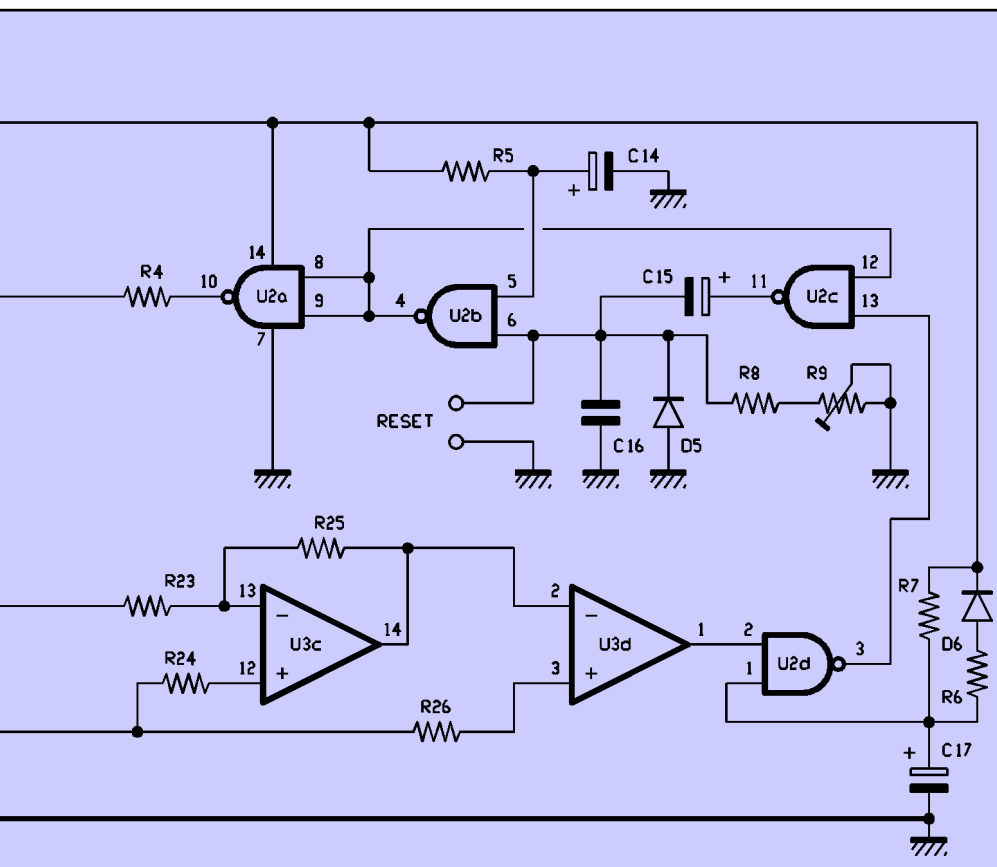 R5
C14
+
14
8
12
R4
10
U2a
9
4
5
U2b
6
C15
+
11
U2c
13
7
R8
R9
RESET
C16
D5
R25
R23
13
−
U3c
14
R24
12
+
R26
2
−
U3d
1
3
+
2
U2d
3
1
R7
D6
R6
+
C17